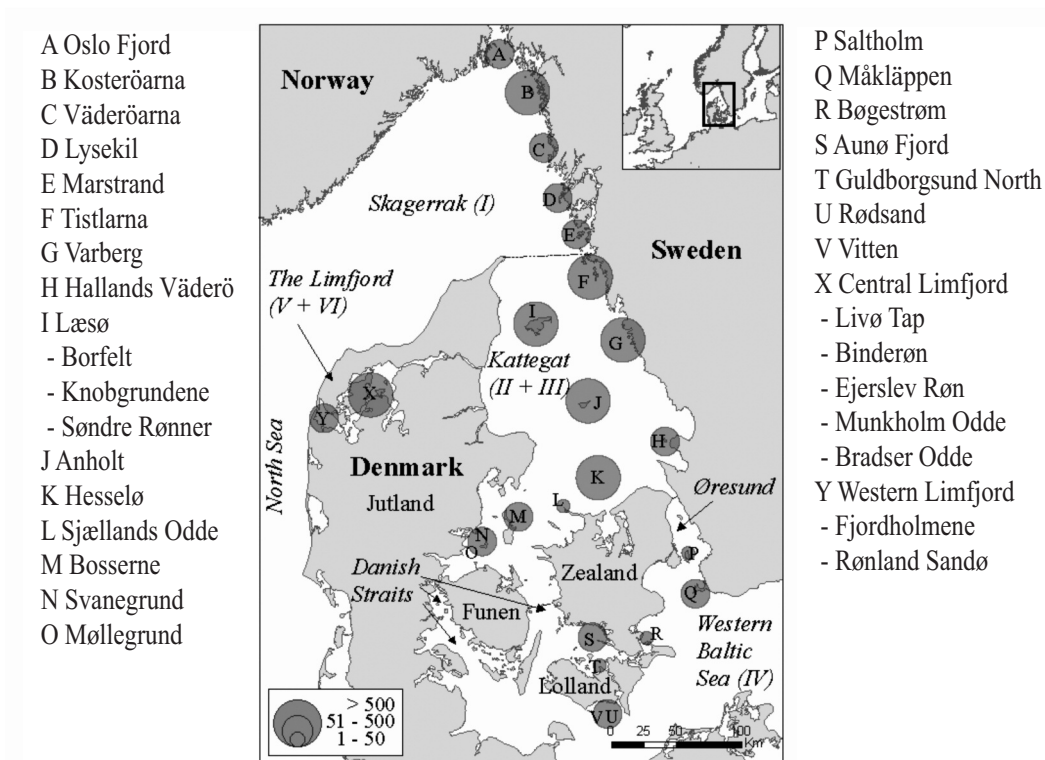 A Oslo Fjord
B Kosteröarna
C Väderöarna
D Lysekil
E Marstrand
F Tistlarna
G Varberg
H Hallands Väderö
I Læsø
- Borfelt
- Knobgrundene
- Søndre Rønner
J Anholt
K Hesselø
L Sjællands Odde
M Bosserne
N Svanegrund
O Møllegrund
Norway
A
B
C
Skagerrak (I)
D
E
Sweden
The Limfjord
(V + VI)
F
I
G
Kattegat
(II + III)
X
J
Y
H
North Sea
Denmark
Jutland
K
Øresund
L
M
N
O
P
Danish
Straits
Zealand
Funen
Q
S
R
Western
Baltic
Sea (IV)
T
Lolland
VU
> 500
51 - 500
1 - 50
0 25 50 100
Km
P Saltholm
Q Måkläppen
R Bøgestrøm
S Aunø Fjord
T Guldborgsund North
U Rødsand
V Vitten
X Central Limfjord
- Livø Tap
- Binderøn
- Ejerslev Røn
- Munkholm Odde
- Bradser Odde
Y Western Limfjord
- Fjordholmene
- Rønland Sandø